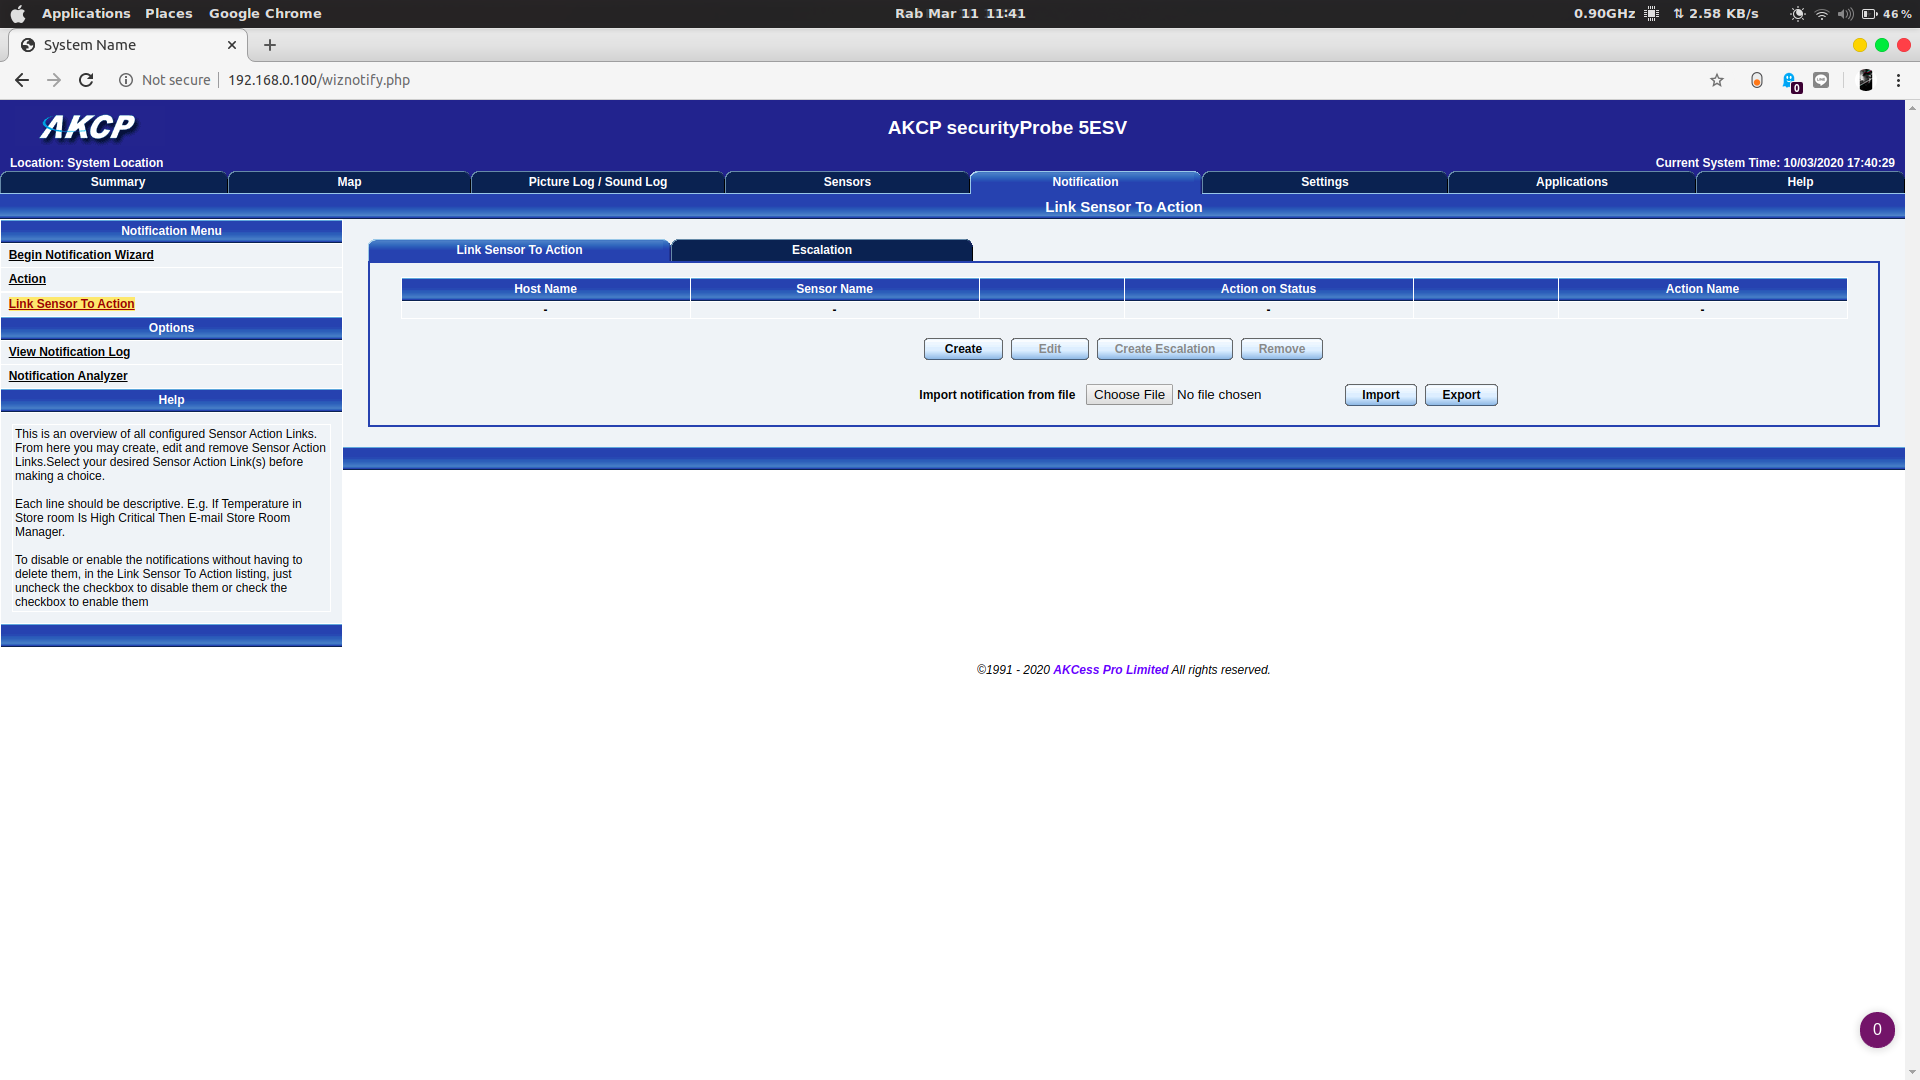 Applications Places Google Chrome Rab Mar 11 11:41 0.90GHz 2.58 KB/s 46 %
System Name
Not secure 192.168.0.100/wiznotify.php
0
AKCP
AKCP securityProbe 5ESV
Location: System Location Current System Time: 10/03/2020 17:40:29
Summary Map Picture Log / Sound Log Sensors Notification Settings Applications Help
Link Sensor To Action
Notification Menu
Begin Notification Wizard
Action
Link Sensor To Action
Options
View Notification Log
Notification Analyzer
Help
This is an overview of all configured Sensor Action Links.
From here you may create, edit and remove Sensor Action
Links.Select your desired Sensor Action Link(s) before
making a choice.
Each line should be descriptive. E.g. If Temperature in
Store room Is High Critical Then E-mail Store Room
Manager.
To disable or enable the notifications without having to
delete them, in the Link Sensor To Action listing, just
uncheck the checkbox to disable them or check the
checkbox to enable them
Link Sensor To Action Escalation
Host Name Sensor Name Action on Status Action Name
- - - -
Create Edit Create Escalation Remove
Import notification from file Choose File No file chosen Import Export
©1991 - 2020 AKCess Pro Limited All rights reserved.
0